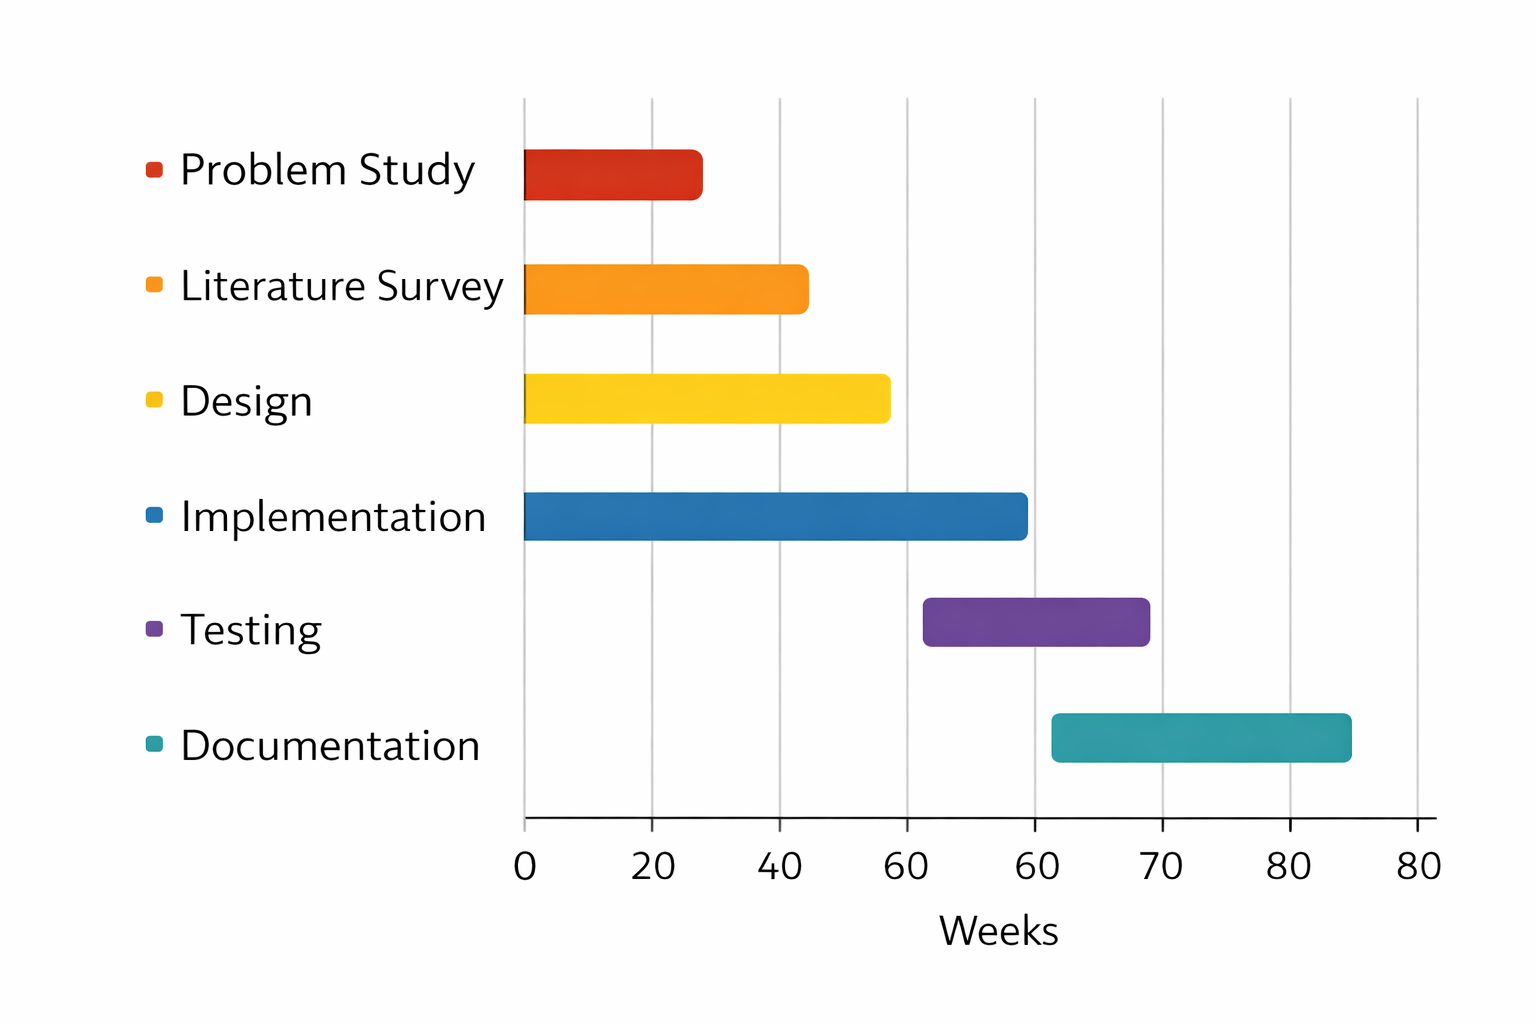 Problem Study
Literature Survey
Design
Implementation
Testing
Documentation
0 20 40 60 60 70 80 80
Weeks